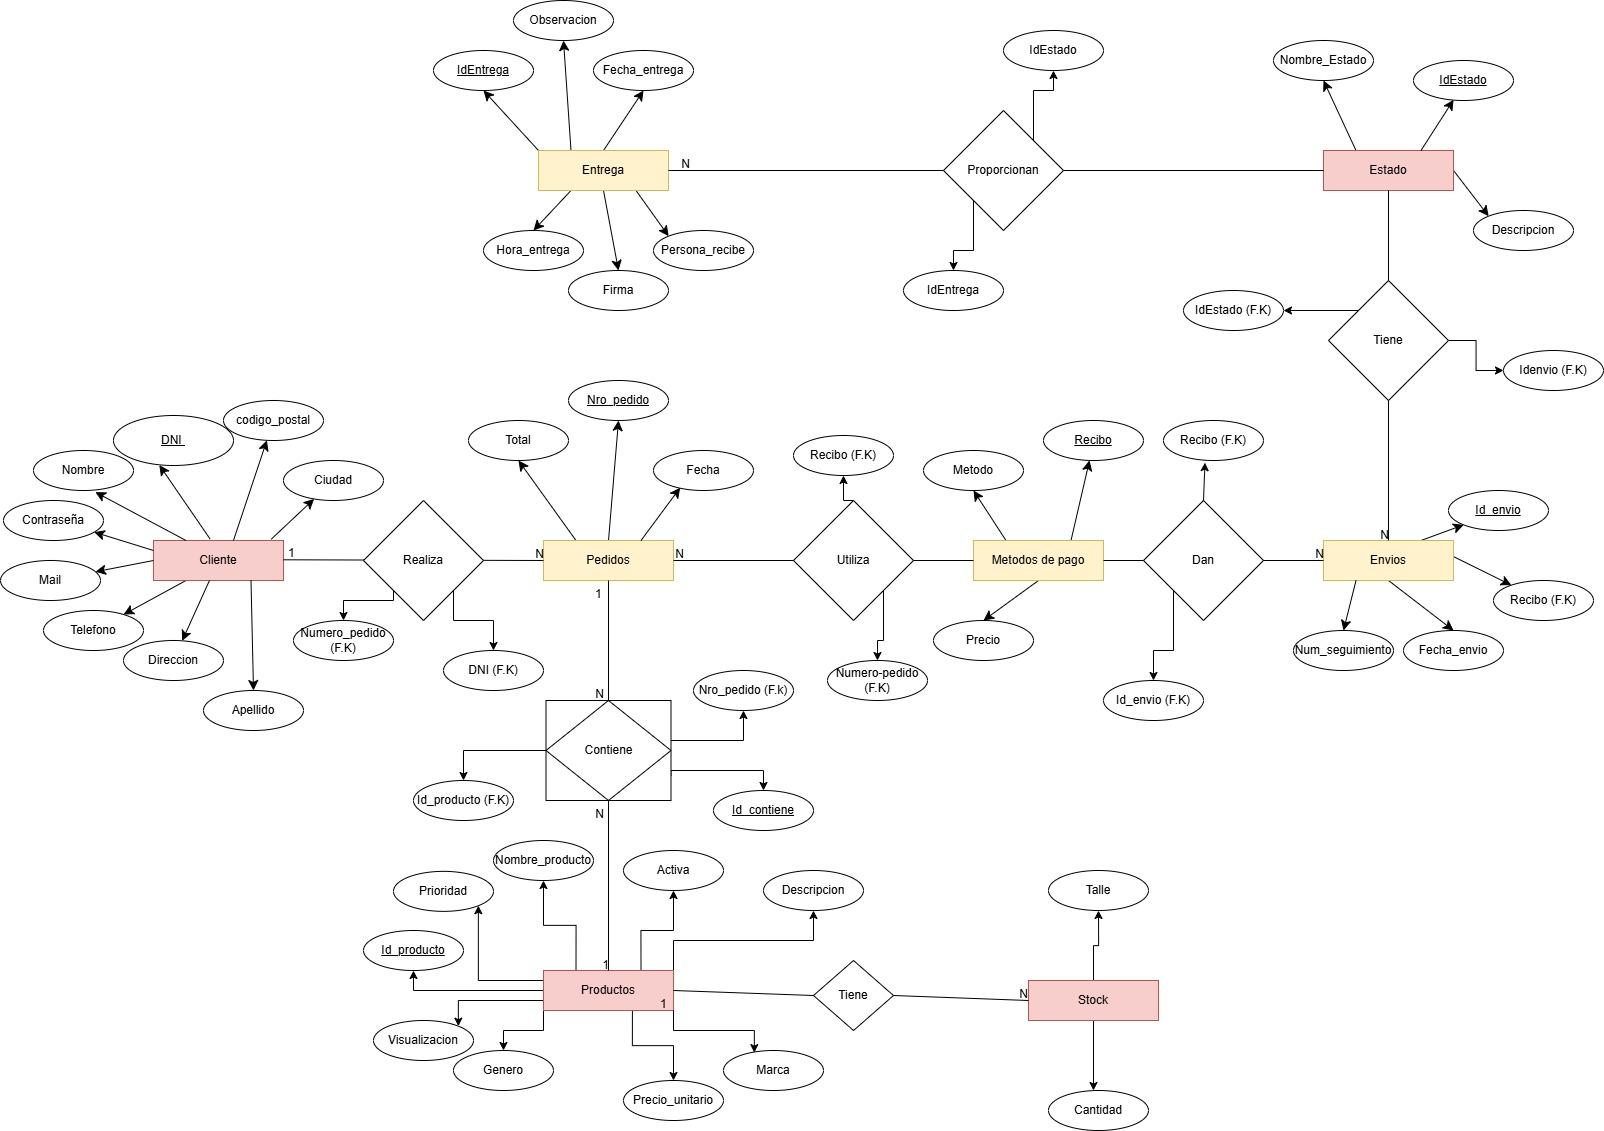 Observacion
IdEntrega
Fecha_entrega
IdEstado
Nombre_Estado
IdEstado
Entrega
N
Proporcionan
Estado
Hora_entrega
Persona_recibe
Firma
IdEntrega
Descripcion
IdEstado (F.K)
Tiene
Idenvio (F.K)
codigo_postal
DNI
Nombre
Ciudad
Contraseña
Nro_pedido
Total
Fecha
Recibo (F.K)
Metodo
Recibo
Recibo (F.K)
Id_envio
N
Cliente
1
Realiza
N
Pedidos
N
Utiliza
Metodos de pago
Dan
N
Envios
Mail
Telefono
Direccion
Apellido
Numero_pedido
(F.K)
DNI (F.K)
1
Numero-pedido
(F.K)
Precio
Id_envio (F.K)
Recibo (F.K)
Num_seguimiento
Fecha_envio
N
Nro_pedido (F.k)
Contiene
Id_producto (F.K)
Id_contiene
N
Nombre_producto
Activa
Prioridad
Descripcion
Talle
Id_producto
1
Productos
1
Tiene
N
Stock
Visualizacion
Genero
Precio_unitario
Marca
Cantidad